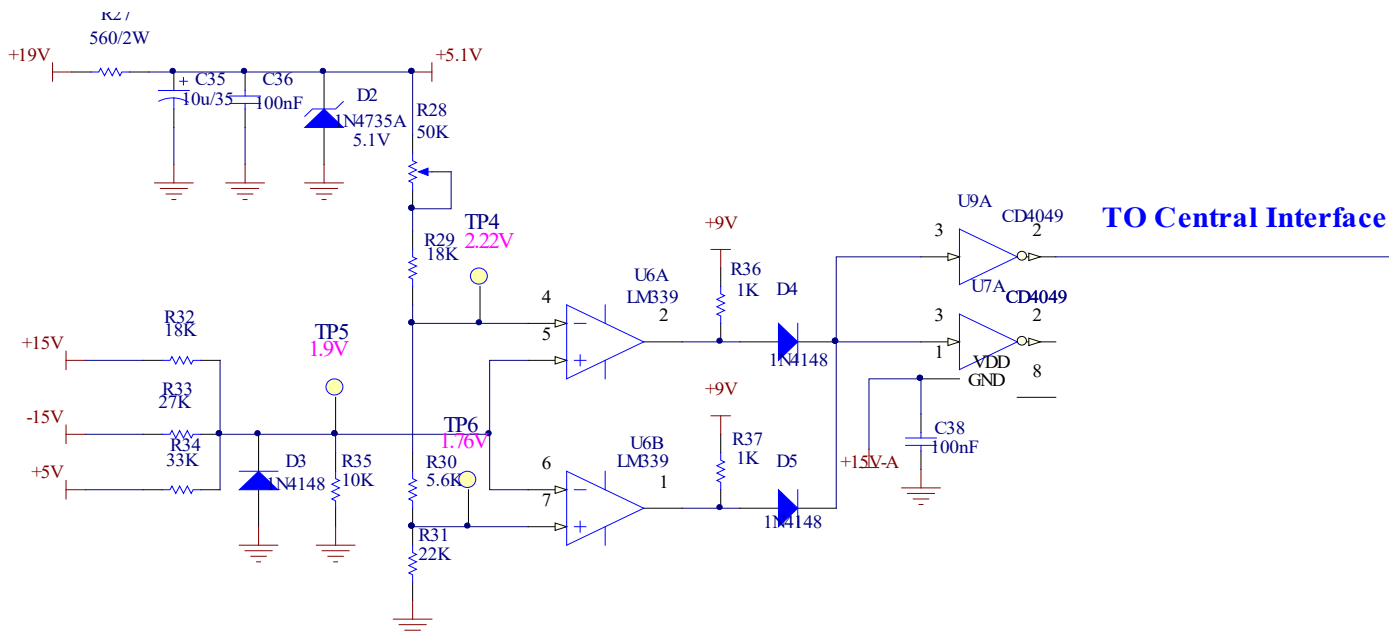 R27
560/2W
+19V
+5.1V
C35
+
10u/35
C36
100nF
D2
1N4735A
5.1V
R28
50K
R29
18K
TP4
2.22V
U6A
LM339
4
5
2
−
+
+9V
R36
1K
D4
1N4148
U9A
CD4049
3
2
TO Central Interface
U7A
CD4049
3
2
1
VDD
GND
8
C38
100nF
+15V-A
R32
18K
+15V
R33
27K
-15V
R34
33K
+5V
TP5
1.9V
D3
1N4148
R35
10K
TP6
1.76V
R30
5.6K
R31
22K
U6B
LM339
6
7
1
−
+
+9V
R37
1K
D5
1N4148